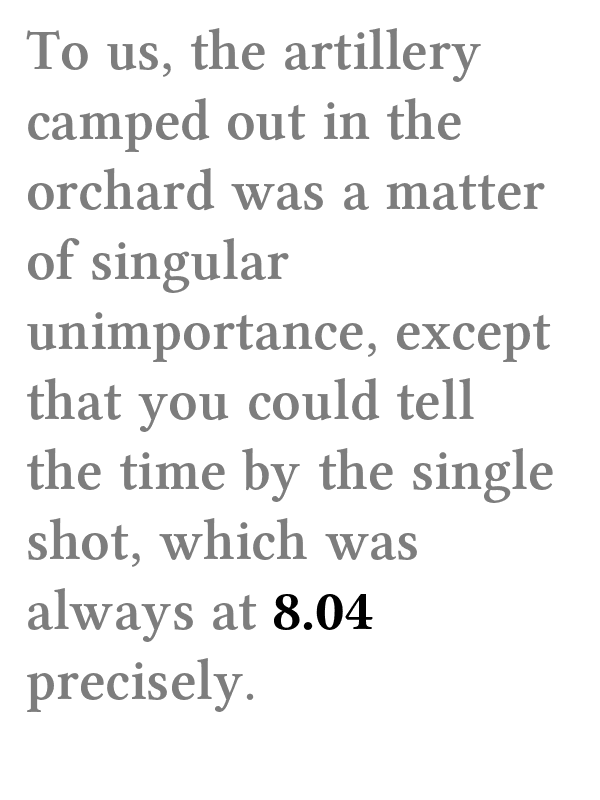 To us, the artillery
camped out in the
orchard was a matter
of singular
unimportance, except
that you could tell
the time by the single
shot, which was
always at 8.04
precisely.